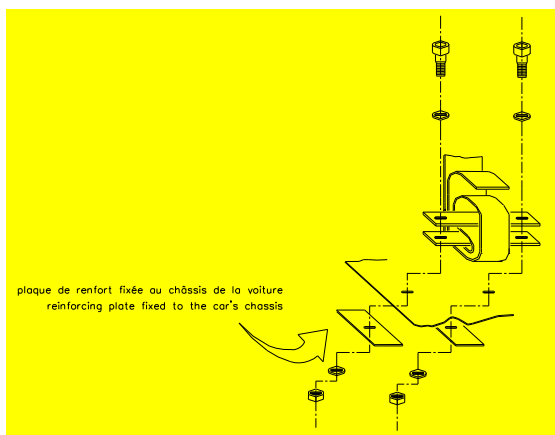 plaque de renfort fixée au châssis de la voiture
reinforcing plate fixed to the car's chassis